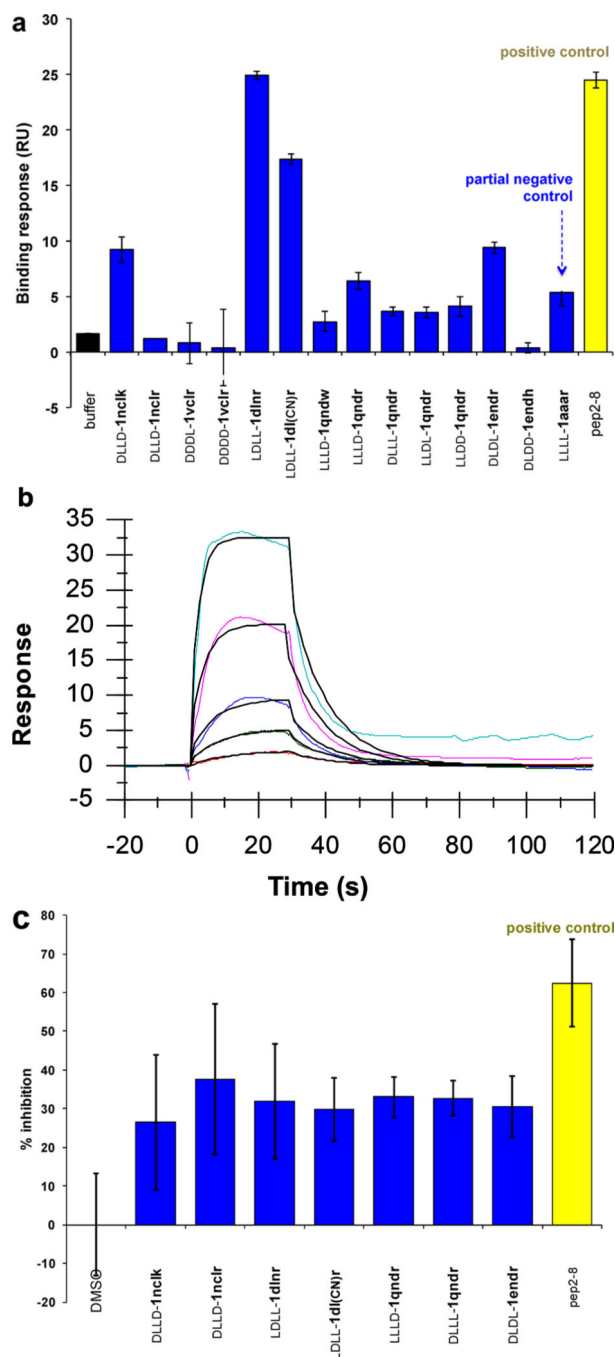 a
positive control
30
25
20
15
10
5
0
-5
Binding response (RU)
partial negative
control
buffer
DLLD-1nclk
DLLD-1nclr
DDDL-1vclr
DDDD-1vclr
LDLL-1dlnr
LDLL-1dl(CN)r
LLLD-1qndw
LLLD-1qndr
DLLL-1qndr
LLDL-1qndr
LLDD-1qndr
DLDL-1endr
DLDD-1endh
LLLL-1aaar
pep2-8
b
35
30
25
20
15
10
5
0
-5
Response
-20 0 20 40 60 80 100 120
Time (s)
c
positive control
80
70
60
50
40
30
20
10
0
-10
-20
% inhibition
DMSO
DLLD-1nclk
DLLD-1nclr
LDLL-1dlnr
LDLL-1dl(CN)r
LLLD-1qndr
DLLL-1qndr
DLDL-1endr
pep2-8